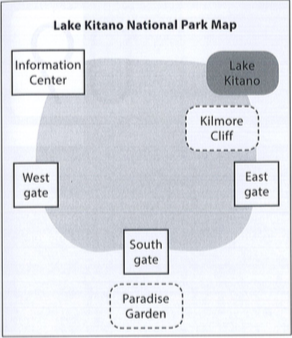 Lake Kitano National Park Map
Information
Center
Lake
Kitano
Kilmore
Cliff
West
gate
East
gate
South
gate
Paradise
Garden